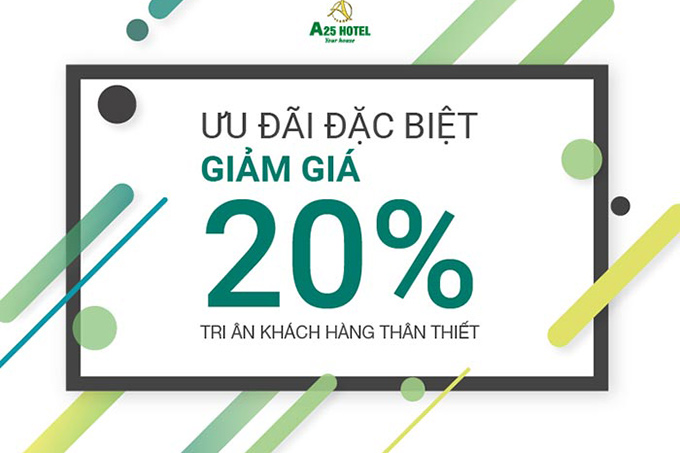 A25 HOTEL
Your house
ƯU ĐÃI ĐẶC BIỆT
GIẢM GIÁ
20%
TRI ÂN KHÁCH HÀNG THÂN THIẾT